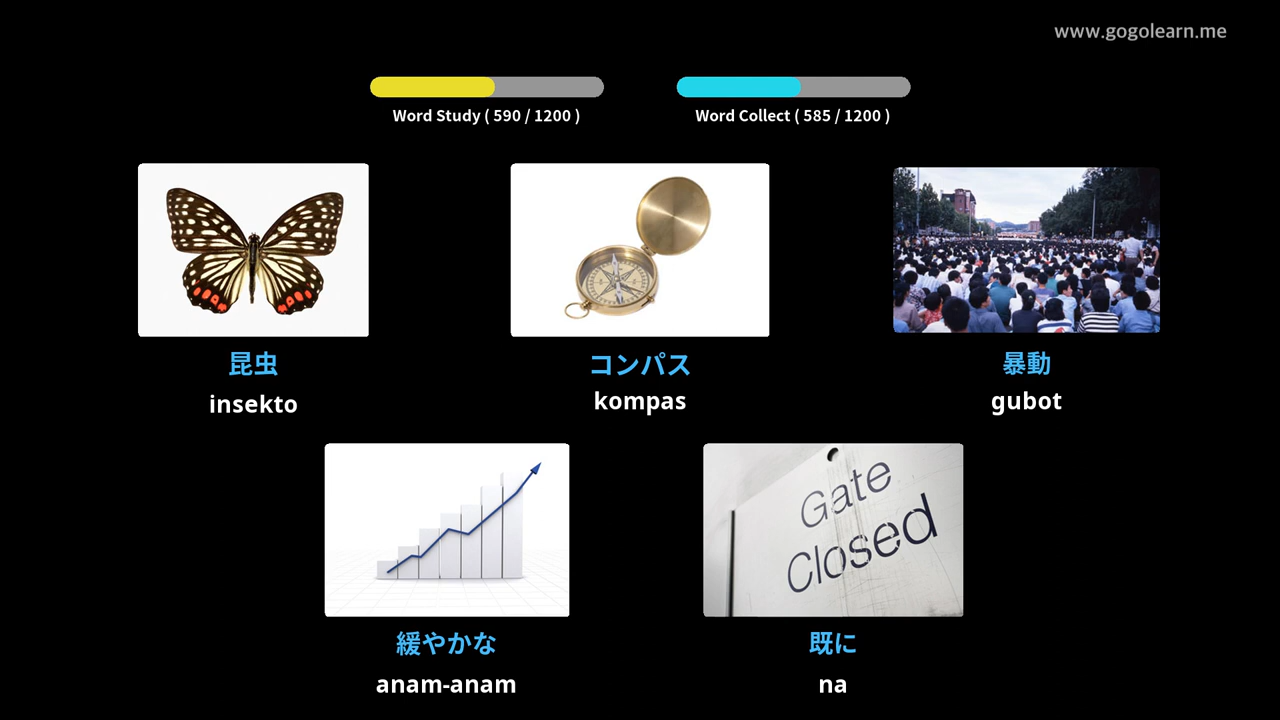 www.gogolearn.me
Word Study ( 590 / 1200 )
Word Collect ( 585 / 1200 )
昆虫
insekto
コンパス
kompas
暴動
gubot
Gate
Closed
緩やかな
anam-anam
既に
na